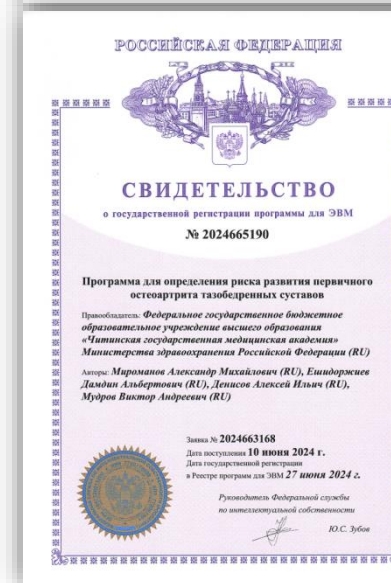 РОССИЙСКАЯ ФЕДЕРАЦИЯ
СВИДЕТЕЛЬСТВО
о государственной регистрации программы для ЭВМ
№ 2024665190
Программа для определения риска развития первичного
остеоартрита тазобедренных суставов
Правообладатель: Федеральное государственное бюджетное
образовательное учреждение высшего образования
«Читинская государственная медицинская академия»
Министерства здравоохранения Российской Федерации (RU)
Авторы: Мироманов Александр Михайлович (RU), Ешидоржиев
Дамдин Альбертович (RU), Денисов Алексей Ильич (RU),
Мудров Виктор Андреевич (RU)
Заявка № 2024663168
Дата поступления 10 июня 2024 г.
Дата государственной регистрации
в Реестре программ для ЭВМ 27 июня 2024 г.
Руководитель Федеральной службы
по интеллектуальной собственности
Ю.С. Зубов